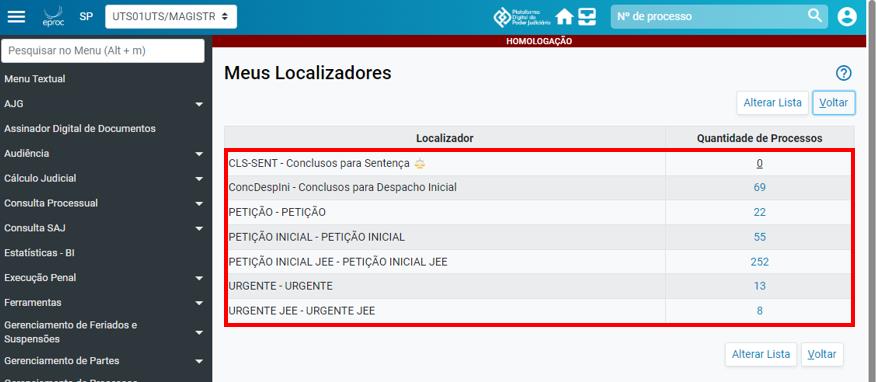 eproc
SP
UTS01UTS/MAGISTR
Plataforma
Digital do
Poder Judiciário
Nº de processo
HOMOLOGAÇÃO
Pesquisar no Menu (Alt + m)
Menu Textual
AJG
Assinador Digital de Documentos
Audiência
Cálculo Judicial
Consulta Processual
Consulta SAJ
Estatísticas - BI
Execução Penal
Ferramentas
Gerenciamento de Feriados e
Suspensões
Gerenciamento de Partes
Gerenciamento de Processos
Meus Localizadores
Alterar Lista Voltar
Localizador Quantidade de Processos
CLS-SENT - Conclusos para Sentença 0
ConcDespIni - Conclusos para Despacho Inicial 69
PETIÇÃO - PETIÇÃO 22
PETIÇÃO INICIAL - PETIÇÃO INICIAL 55
PETIÇÃO INICIAL JEE - PETIÇÃO INICIAL JEE 252
URGENTE - URGENTE 13
URGENTE JEE - URGENTE JEE 8
Alterar Lista Voltar